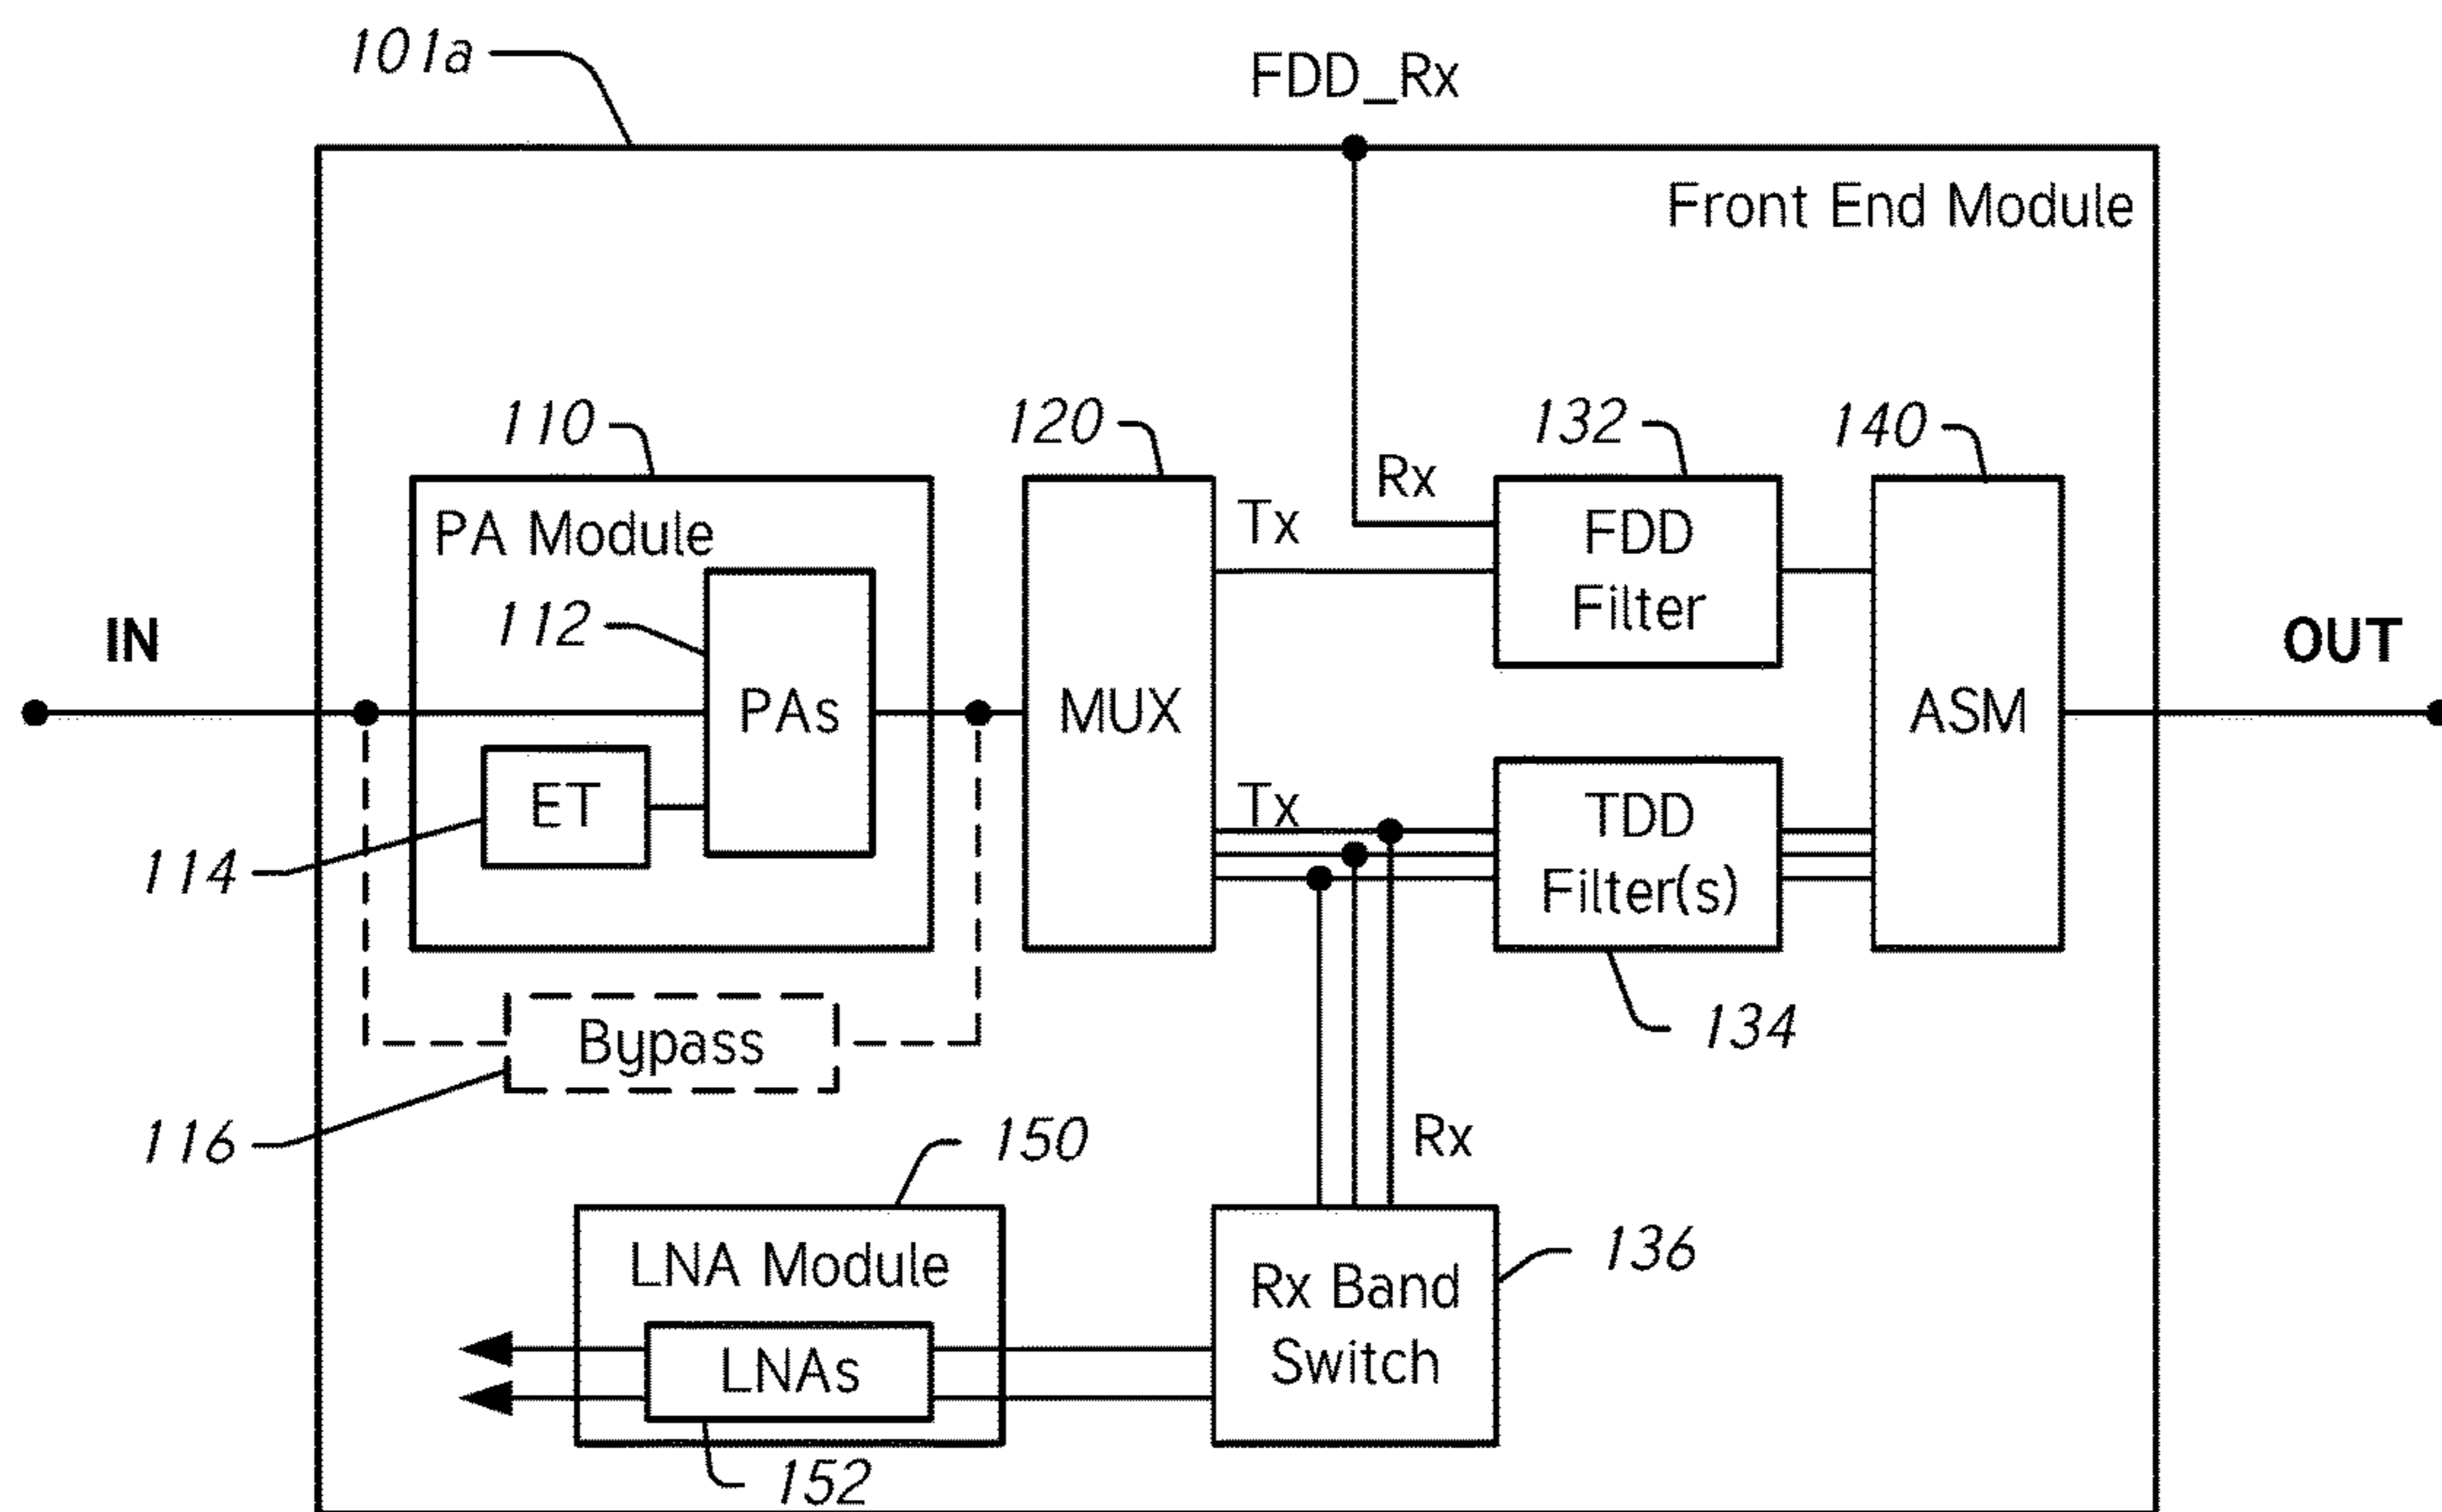 101a
FDD_Rx
Front End Module
110
120
132
140
Rx
PA Module
Tx
FDD
Filter
112
IN
OUT
PAs
MUX
ASM
ET
Tx
TDD
Filter(s)
114
134
Bypass
116
150
Rx
LNA Module
136
Rx Band
Switch
LNAs
152